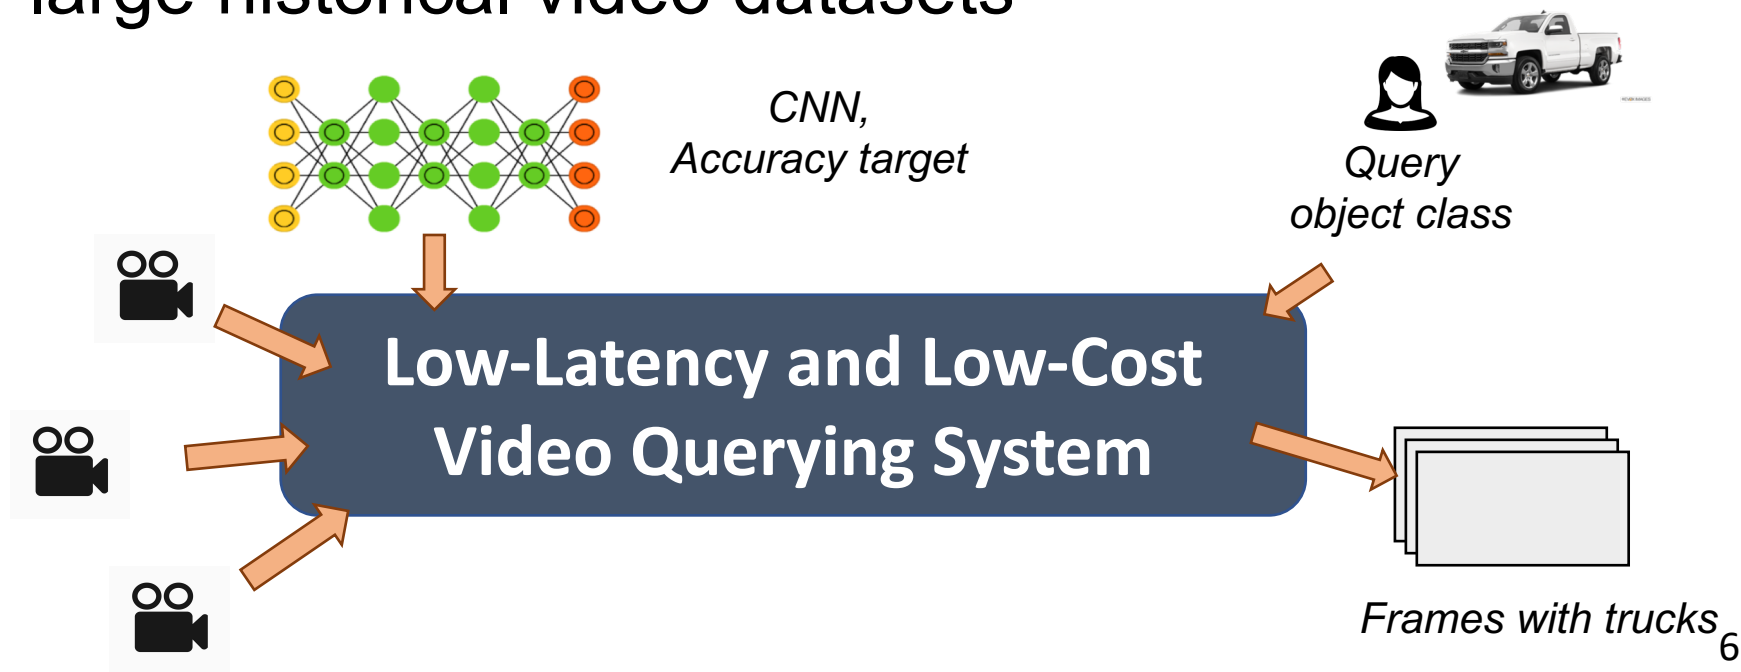 large historical video datasets
CNN,
Accuracy target
Query
object class
Low-Latency and Low-Cost
Video Querying System
Frames with trucks
6